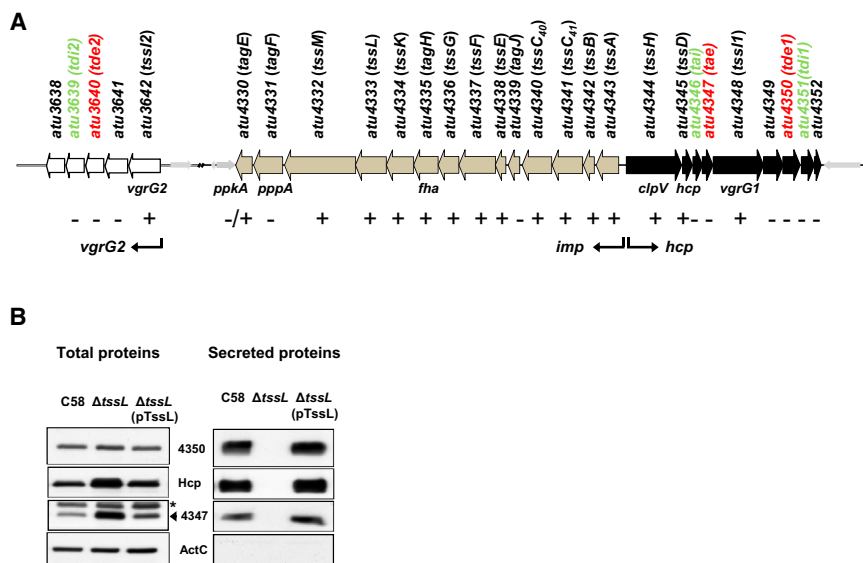 A
atu3638
atu3639 (tdi2)
atu3640 (tde2)
atu3641
atu3642 (tssI2)
atu4330 (tagE)
atu4331 (tagF)
atu4332 (tssM)
atu4333 (tssL)
atu4334 (tssK)
atu4335 (tagH)
atu4336 (tssG)
atu4337 (tssF)
atu4338 (tssE)
atu4339 (tagJ)
atu4340 (tssC40)
atu4341 (tssC41)
atu4342 (tssB)
atu4343 (tssA)
atu4344 (tssH)
atu4345 (tssD)
atu4346 (tai)
atu4347 (tae)
atu4348 (tssI1)
atu4349
atu4350 (tde1)
atu4351(tdi1)
atu4352
vgrG2 ppkA pppA fha clpV hcp vgrG1
- - - + -/+ - + + + + + + + - + + + + + + - - + - - - -
vgrG2 imp hcp
B
Total proteins Secreted proteins
C58 ΔtssL ΔtssL (pTssL) C58 ΔtssL ΔtssL (pTssL)
4350
Hcp
*
4347
ActC